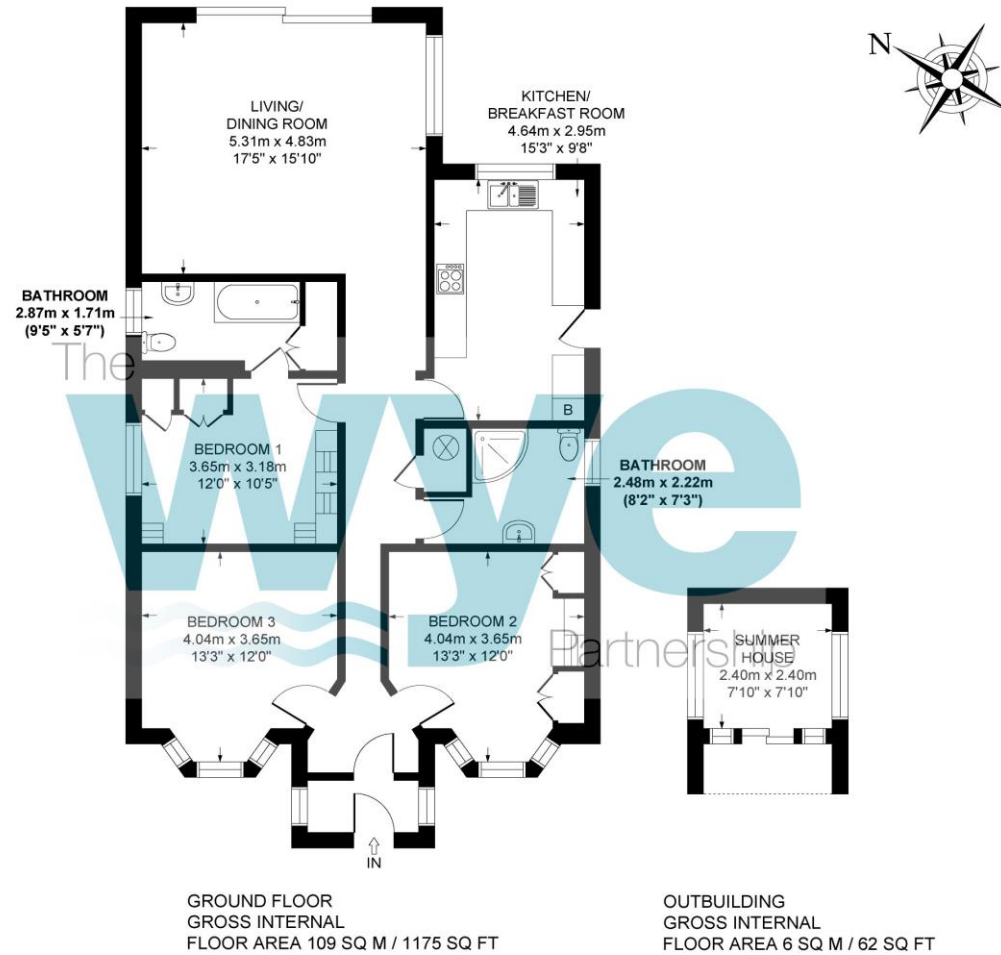 N
LIVING/
DINING ROOM
5.31m x 4.83m
17'5" x 15'10"
KITCHEN/
BREAKFAST ROOM
4.64m x 2.95m
15'3" x 9'8"
BATHROOM
2.87m x 1.71m
(9'5" x 5'7")
The
wye
Partnership
B
BEDROOM 1
3.65m x 3.18m
12'0" x 10'5"
BATHROOM
2.48m x 2.22m
(8'2" x 7'3")
BEDROOM 3
4.04m x 3.65m
13'3" x 12'0"
BEDROOM 2
4.04m x 3.65m
13'3" x 12'0"
SUMMER
HOUSE
2.40m x 2.40m
7'10" x 7'10"
IN
GROUND FLOOR
GROSS INTERNAL
FLOOR AREA 109 SQ M / 1175 SQ FT
OUTBUILDING
GROSS INTERNAL
FLOOR AREA 6 SQ M / 62 SQ FT